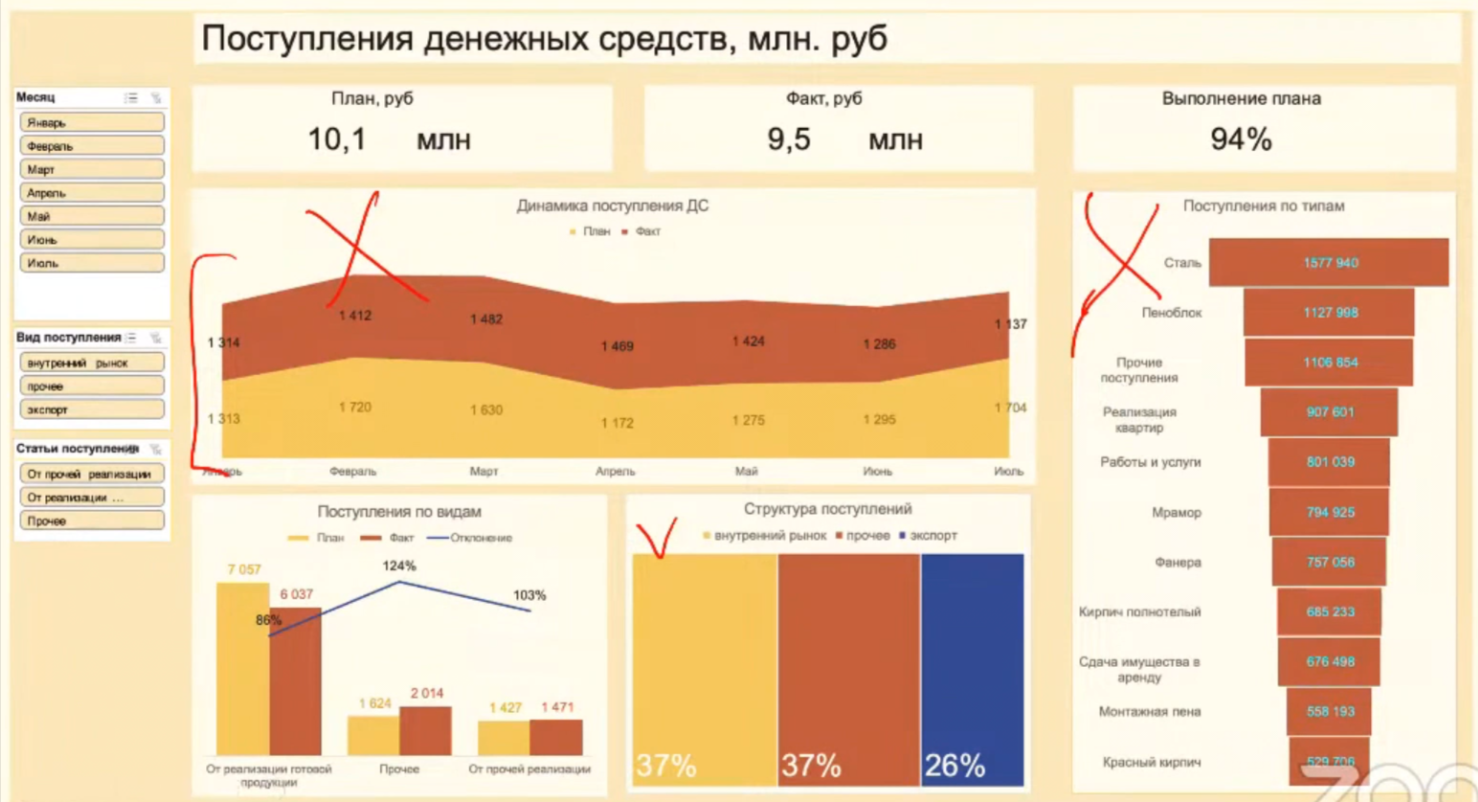 Поступления денежных средств, млн. руб
План, руб
10,1 млн
Факт, руб
9,5 млн
Выполнение плана
94%
Месяц
Январь
Февраль
Март
Апрель
Май
Июнь
Июль
Вид поступления
внутренний рынок
прочее
экспорт
Статьи поступления
От прочей реализации
От реализации ...
Прочее
Динамика поступления ДС
План Факт
1 314 1 412 1 482 1 469 1 424 1 286 1 137
1 313 1 720 1 630 1 172 1 275 1 295 1 704
Январь Февраль Март Апрель Май Июнь Июль
Поступления по видам
План Факт Отклонение
7 057
6 037
86%
124%
103%
1 624
2 014
1 427
1 471
От реализации готовой
продукции
Прочее
От прочей реализации
Структура поступлений
внутренний рынок прочее экспорт
37% 37% 26%
Поступления по типам
Сталь 1577 940
Пеноблок 1127 998
Прочие
поступления
1106 854
Реализация
квартир
907 601
Работы и услуги 801 039
Мрамор 794 925
Фанера 757 056
Кирпич полнотелый 685 233
Сдача имущества в
аренду
676 498
Монтажная пена 558 193
Красный кирпич 529 706